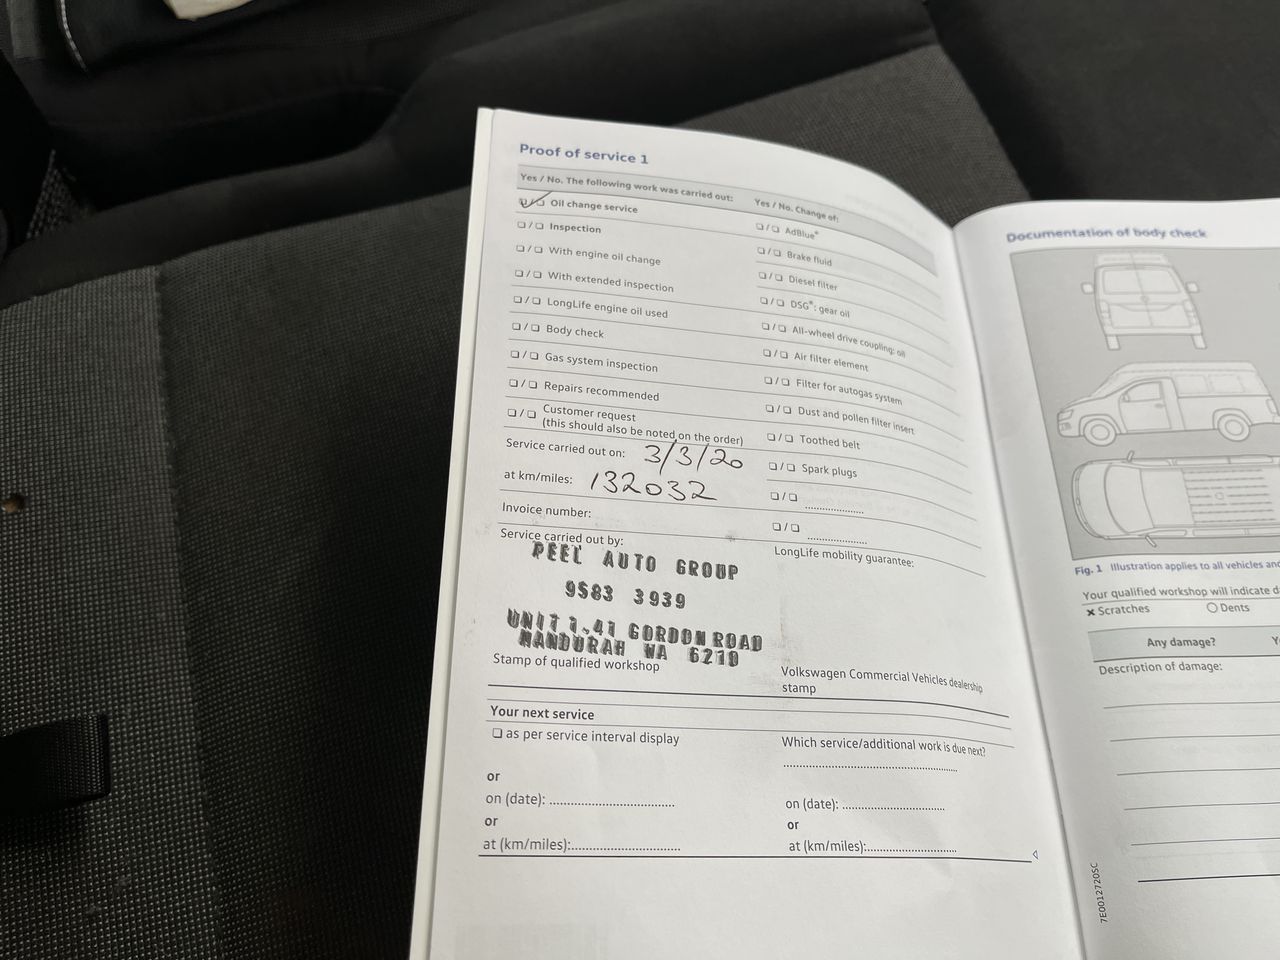 Proof of service 1
Yes / No. The following work was carried out:
❏/❏ Oil change service
❏/❏ Inspection
❏/❏ With engine oil change
❏/❏ With extended inspection
❏/❏ LongLife engine oil used
❏/❏ Body check
❏/❏ Gas system inspection
❏/❏ Repairs recommended
❏/❏ Customer request
(this should also be noted on the order)
Service carried out on: 3/3/20
at km/miles: 132032
Invoice number:
Service carried out by:
PEEL AUTO GROUP
9583 3939
UNIT 1,41 GORDON ROAD
MANDURAH WA 6210
Stamp of qualified workshop
Yes / No. Change of:
❏/❏ AdBlue®
❏/❏ Brake fluid
❏/❏ Diesel filter
❏/❏ DSG®: gear oil
❏/❏ All-wheel drive coupling: oil
❏/❏ Air filter element
❏/❏ Filter for autogas system
❏/❏ Dust and pollen filter insert
❏/❏ Toothed belt
❏/❏ Spark plugs
❏/❏ ....................
❏/❏ ....................
LongLife mobility guarantee:
Volkswagen Commercial Vehicles dealership
stamp
Your next service
❏ as per service interval display
or
on (date): ....................................
or
at (km/miles):...............................
Which service/additional work is due next?
..................................................
on (date): .............................
or
at (km/miles):.........................
Documentation of body check
Fig. 1 Illustration applies to all vehicles and
Your qualified workshop will indicate d
× Scratches
○ Dents
Any damage?
Y
Description of damage:
7E0012720SC